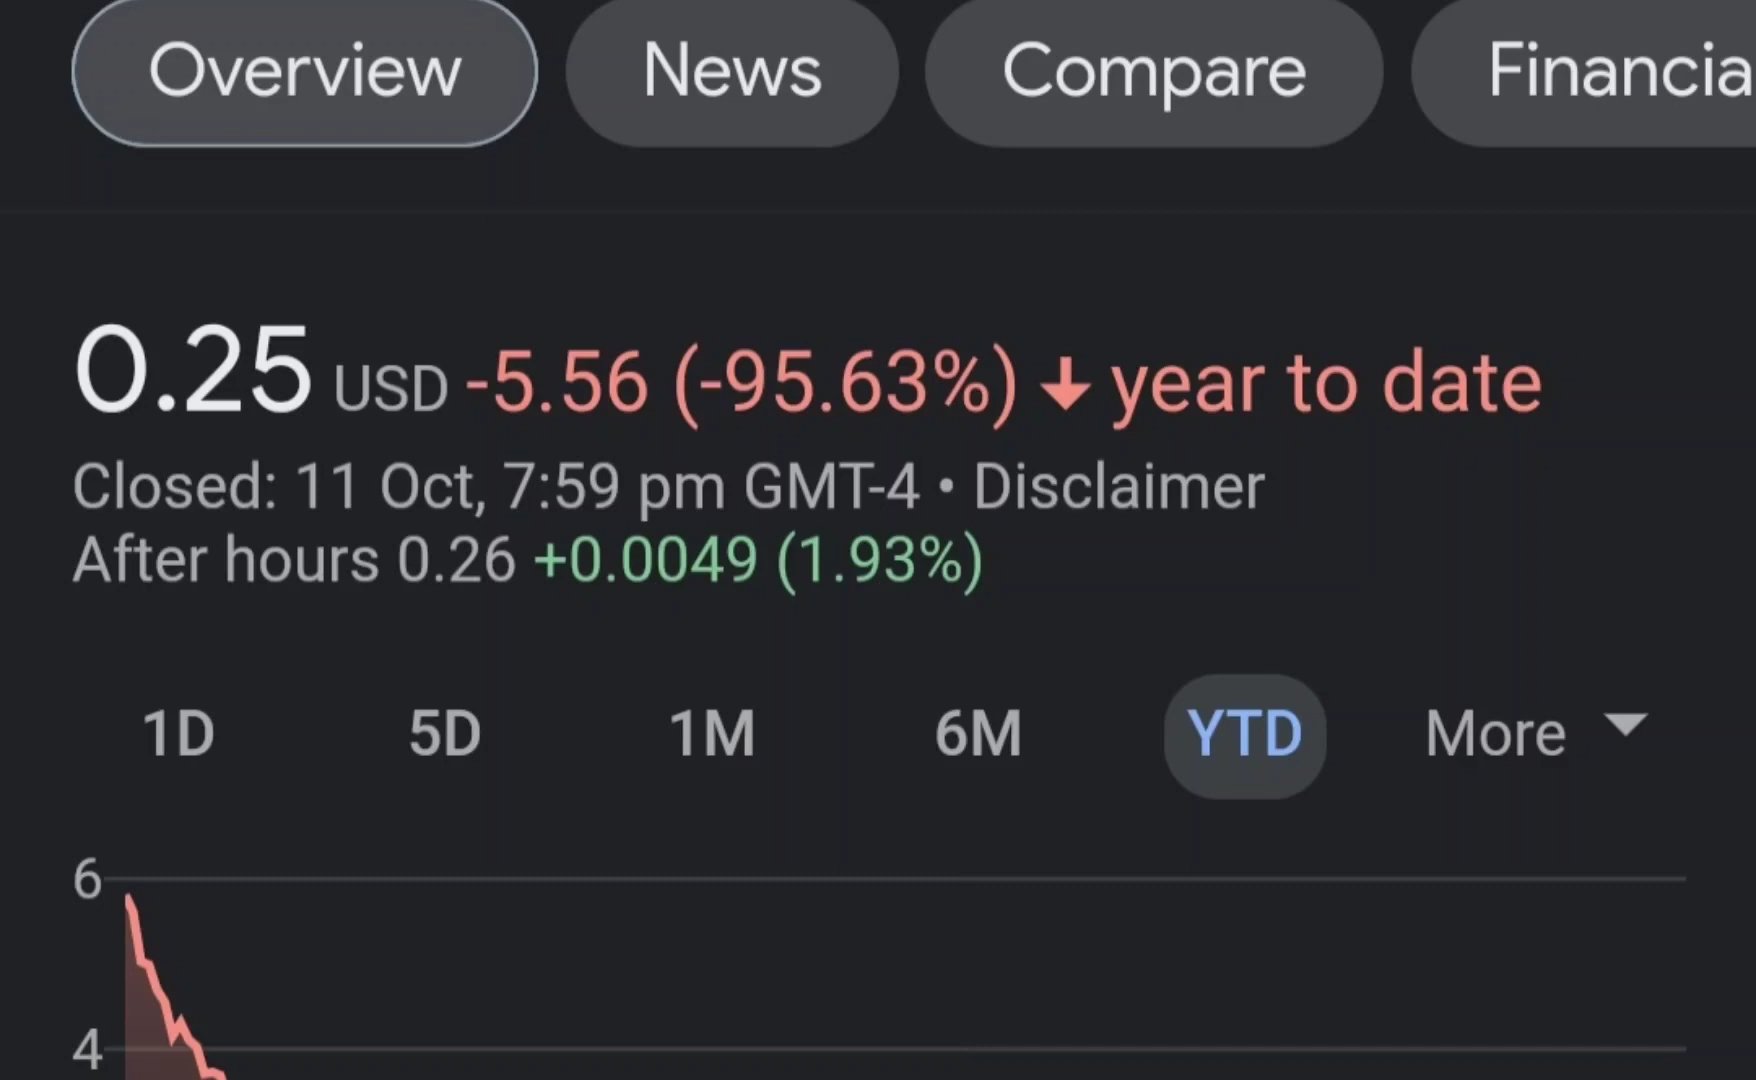 Overview News Compare Financia
0.25 USD -5.56 (-95.63%) ↓ year to date
Closed: 11 Oct, 7:59 pm GMT-4 • Disclaimer
After hours 0.26 +0.0049 (1.93%)
1D 5D 1M 6M YTD More
6
4